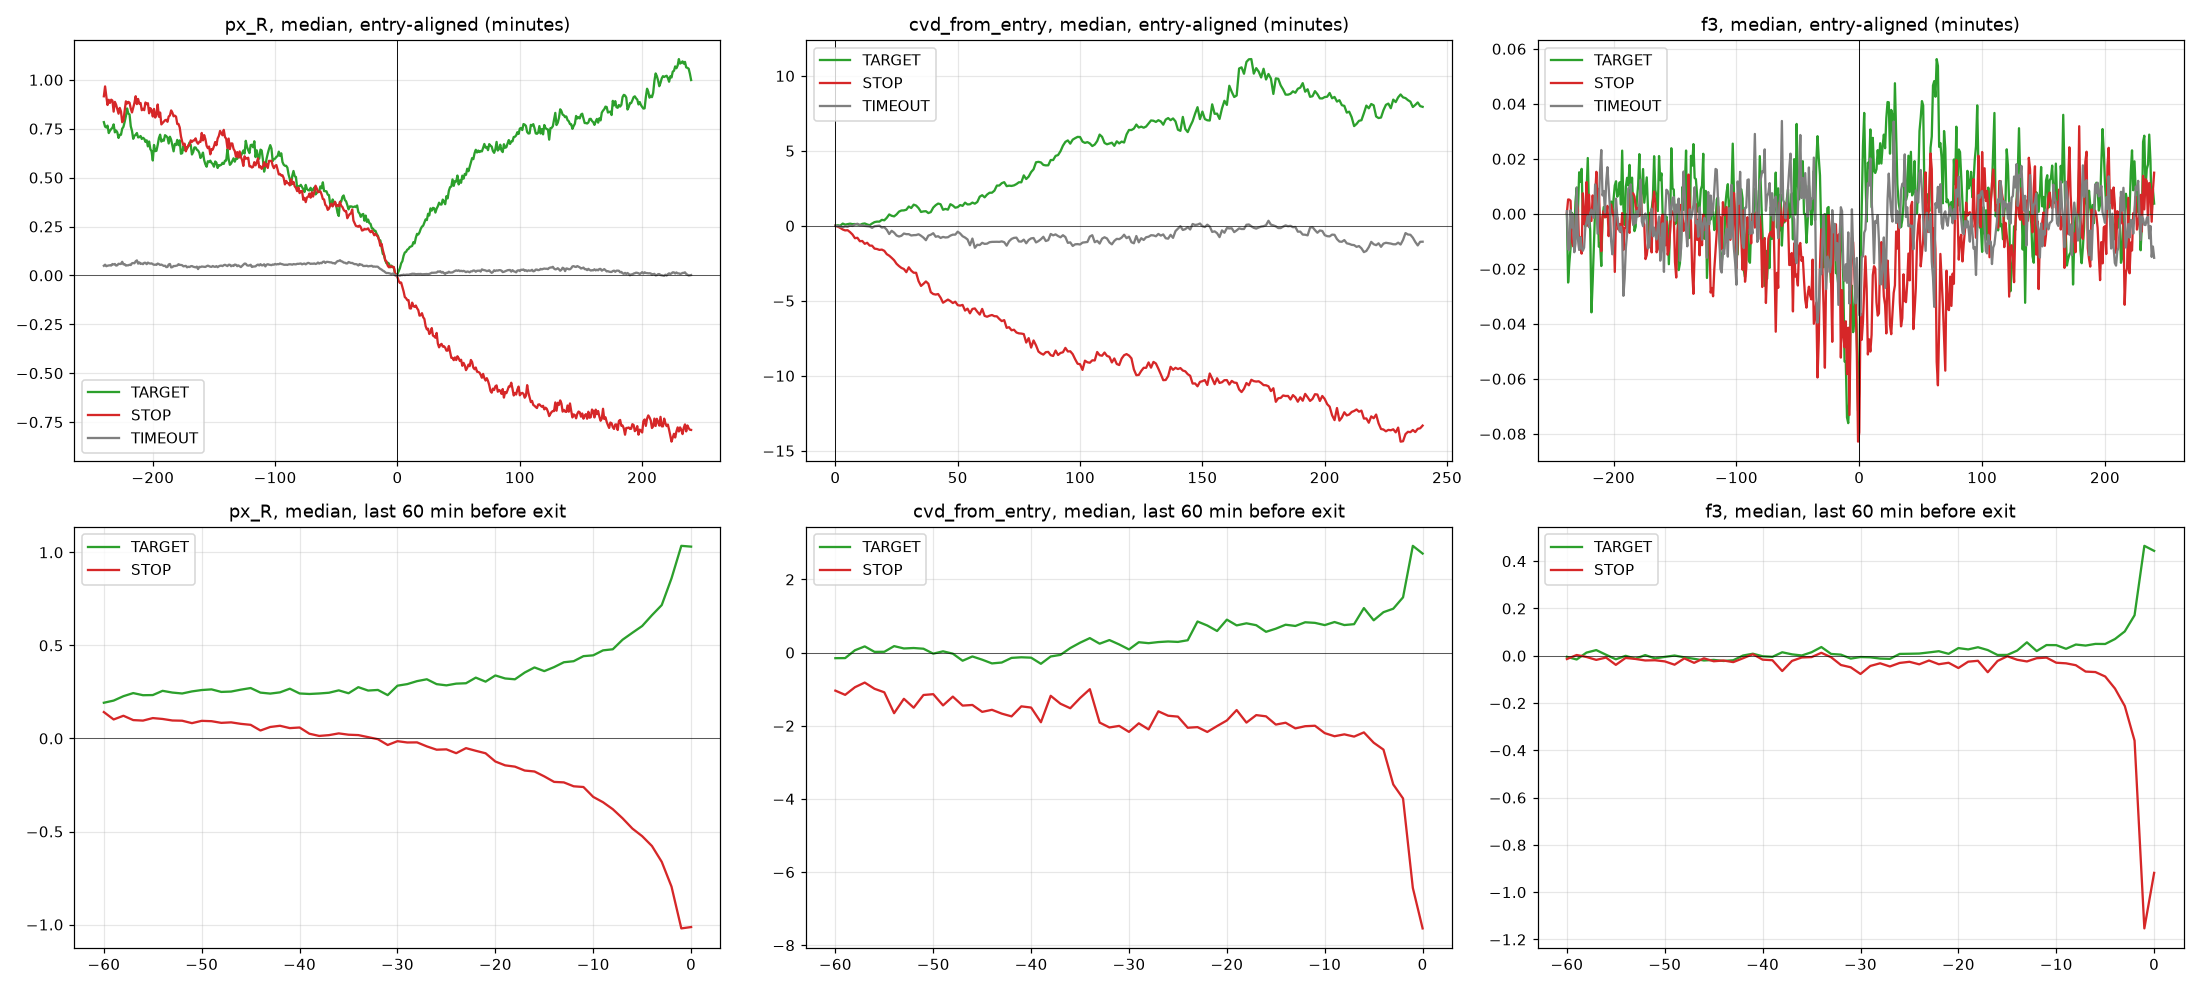 px_R, median, entry-aligned (minutes)
1.00
0.75
0.50
0.25
0.00
−0.25
−0.50
−0.75
TARGET
STOP
TIMEOUT
−200 −100 0 100 200
cvd_from_entry, median, entry-aligned (minutes)
TARGET
STOP
TIMEOUT
10
5
0
−5
−10
−15
0 50 100 150 200 250
f3, median, entry-aligned (minutes)
TARGET
STOP
TIMEOUT
0.06
0.04
0.02
0.00
−0.02
−0.04
−0.06
−0.08
−200 −100 0 100 200
px_R, median, last 60 min before exit
TARGET
STOP
1.0
0.5
0.0
−0.5
−1.0
−60 −50 −40 −30 −20 −10 0
cvd_from_entry, median, last 60 min before exit
TARGET
STOP
2
0
−2
−4
−6
−8
−60 −50 −40 −30 −20 −10 0
f3, median, last 60 min before exit
TARGET
STOP
0.4
0.2
0.0
−0.2
−0.4
−0.6
−0.8
−1.0
−1.2
−60 −50 −40 −30 −20 −10 0